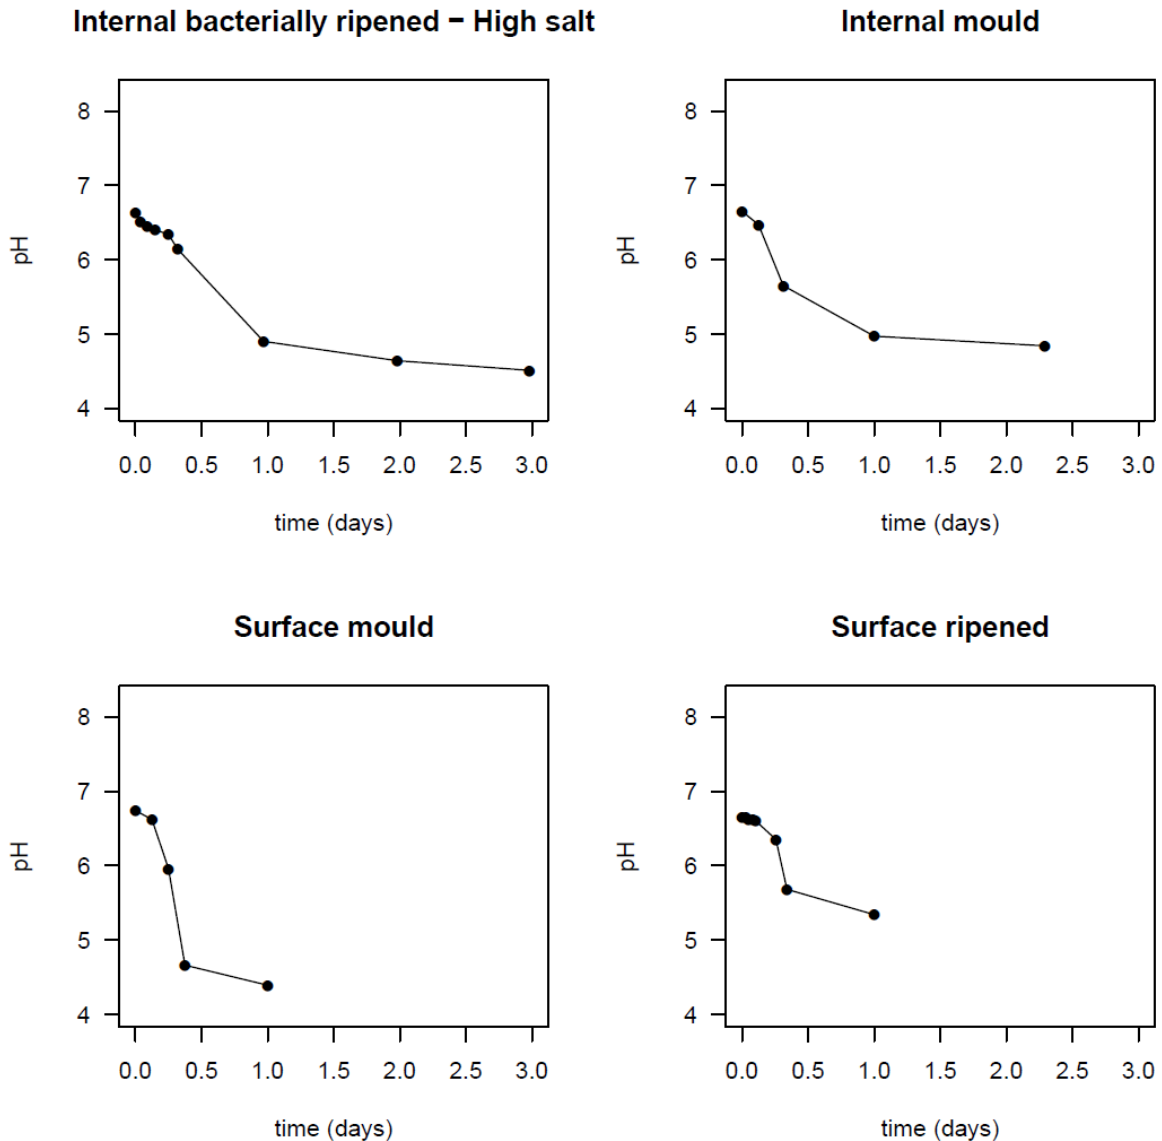 Internal bacterially ripened − High salt
pH
8
7
6
5
4
0.0 0.5 1.0 1.5 2.0 2.5 3.0
time (days)
Internal mould
pH
8
7
6
5
4
0.0 0.5 1.0 1.5 2.0 2.5 3.0
time (days)
Surface mould
pH
8
7
6
5
4
0.0 0.5 1.0 1.5 2.0 2.5 3.0
time (days)
Surface ripened
pH
8
7
6
5
4
0.0 0.5 1.0 1.5 2.0 2.5 3.0
time (days)